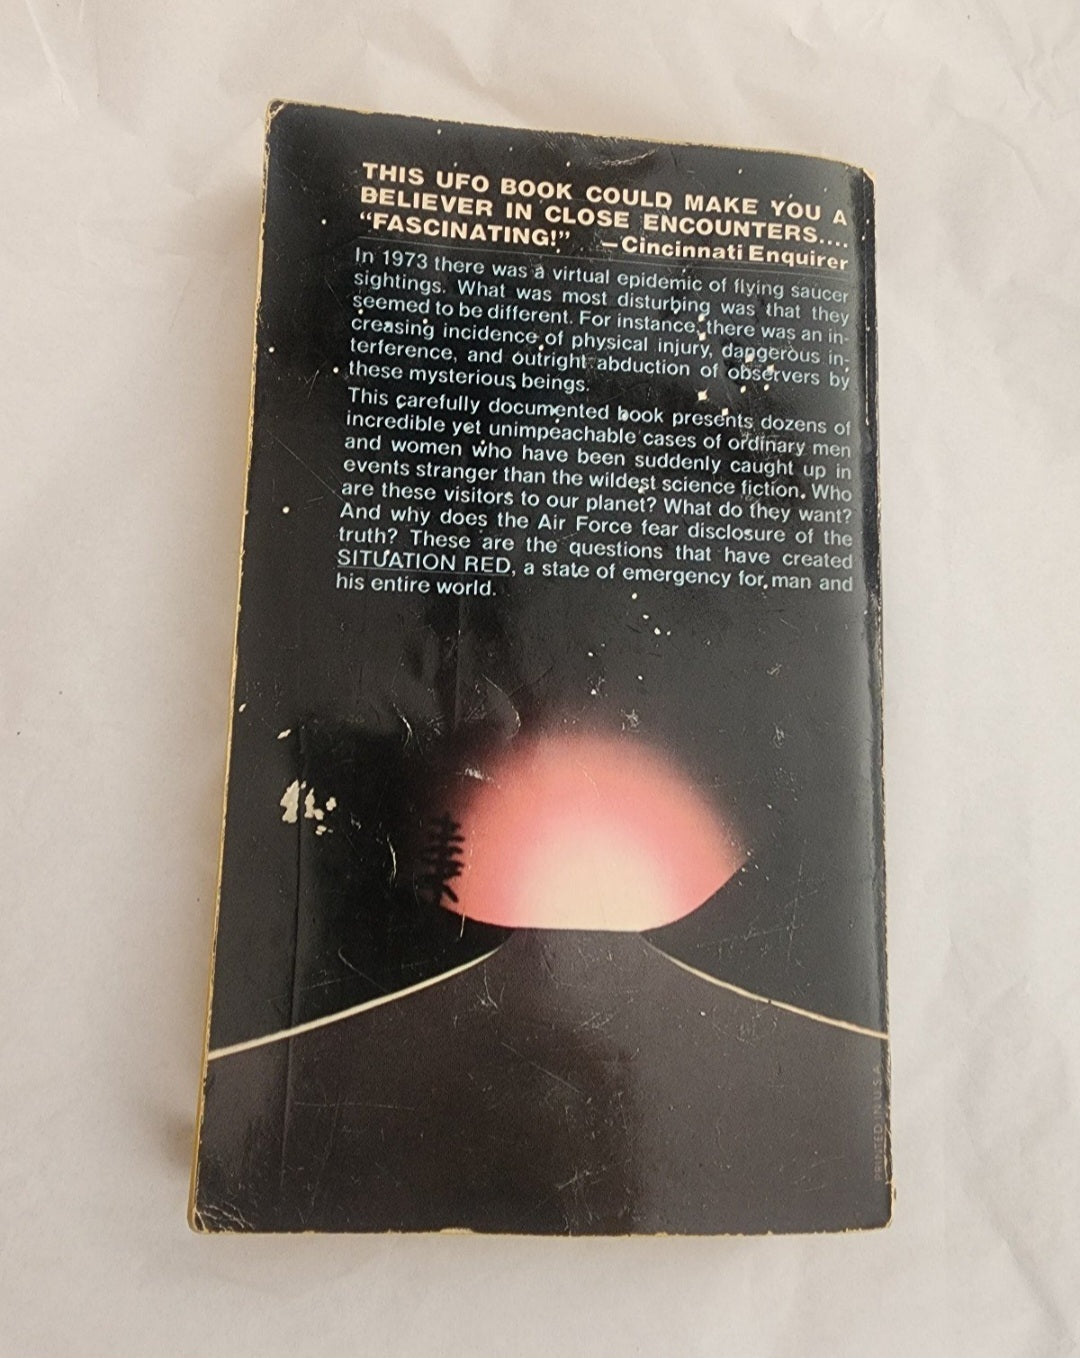 THIS UFO BOOK COULD MAKE YOU A
BELIEVER IN CLOSE ENCOUNTERS....
“FASCINATING!” —Cincinnati Enquirer
In 1973 there was a virtual epidemic of flying saucer
sightings. What was most disturbing was that they
seemed to be different. For instance, there was an in-
creasing incidence of physical injury, dangerous in-
terference, and outright abduction of observers by
these mysterious beings.
This carefully documented book presents dozens of
incredible yet unimpeachable cases of ordinary men
and women who have been suddenly caught up in
events stranger than the wildest science fiction. Who
are these visitors to our planet? What do they want?
And why does the Air Force fear disclosure of the
truth? These are the questions that have created
SITUATION RED, a state of emergency for man and
his entire world.
PRINTED IN U.S.A.